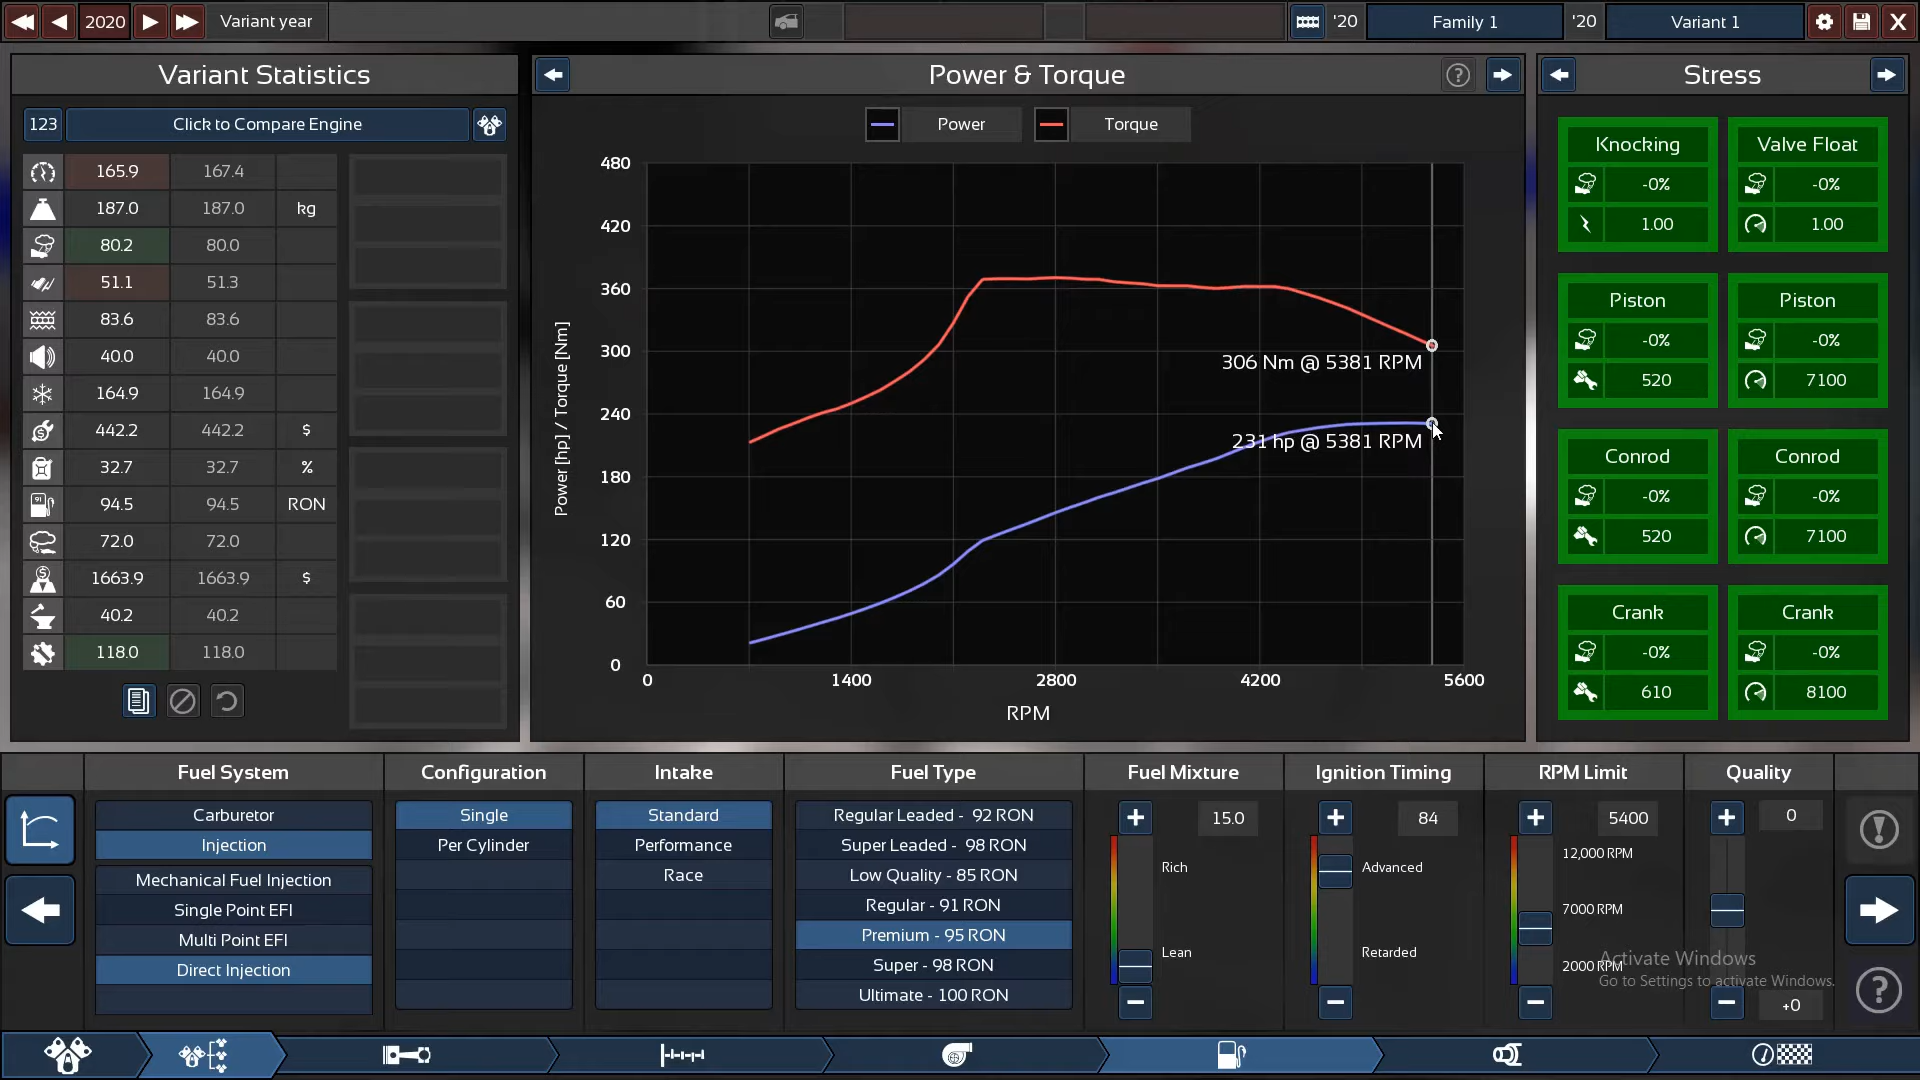 2020
Variant year
'20
Family 1
'20
Variant 1
Variant Statistics
123
Click to Compare Engine
165.9 167.4
187.0 187.0 kg
80.2 80.0
51.1 51.3
83.6 83.6
40.0 40.0
164.9 164.9
442.2 442.2 $
32.7 32.7 %
94.5 94.5 RON
72.0 72.0
1663.9 1663.9 $
40.2 40.2
118.0 118.0
Power & Torque
?
Power
Torque
Power [hp] / Torque [Nm]
480
420
360
300
240
180
120
60
0
306 Nm @ 5381 RPM
231 hp @ 5381 RPM
0 1400 2800 4200 5600
RPM
Stress
Knocking
-0%
1.00
Valve Float
-0%
1.00
Piston
-0%
520
Piston
-0%
7100
Conrod
-0%
520
Conrod
-0%
7100
Crank
-0%
610
Crank
-0%
8100
Fuel System
Carburetor
Injection
Mechanical Fuel Injection
Single Point EFI
Multi Point EFI
Direct Injection
Configuration
Single
Per Cylinder
Intake
Standard
Performance
Race
Fuel Type
Regular Leaded - 92 RON
Super Leaded - 98 RON
Low Quality - 85 RON
Regular - 91 RON
Premium - 95 RON
Super - 98 RON
Ultimate - 100 RON
Fuel Mixture
15.0
Rich
Lean
Ignition Timing
84
Advanced
Retarded
RPM Limit
5400
12,000 RPM
7000 RPM
2000 RPM
Quality
0
+0
Activate Windows
Go to Settings to activate Windows.
?